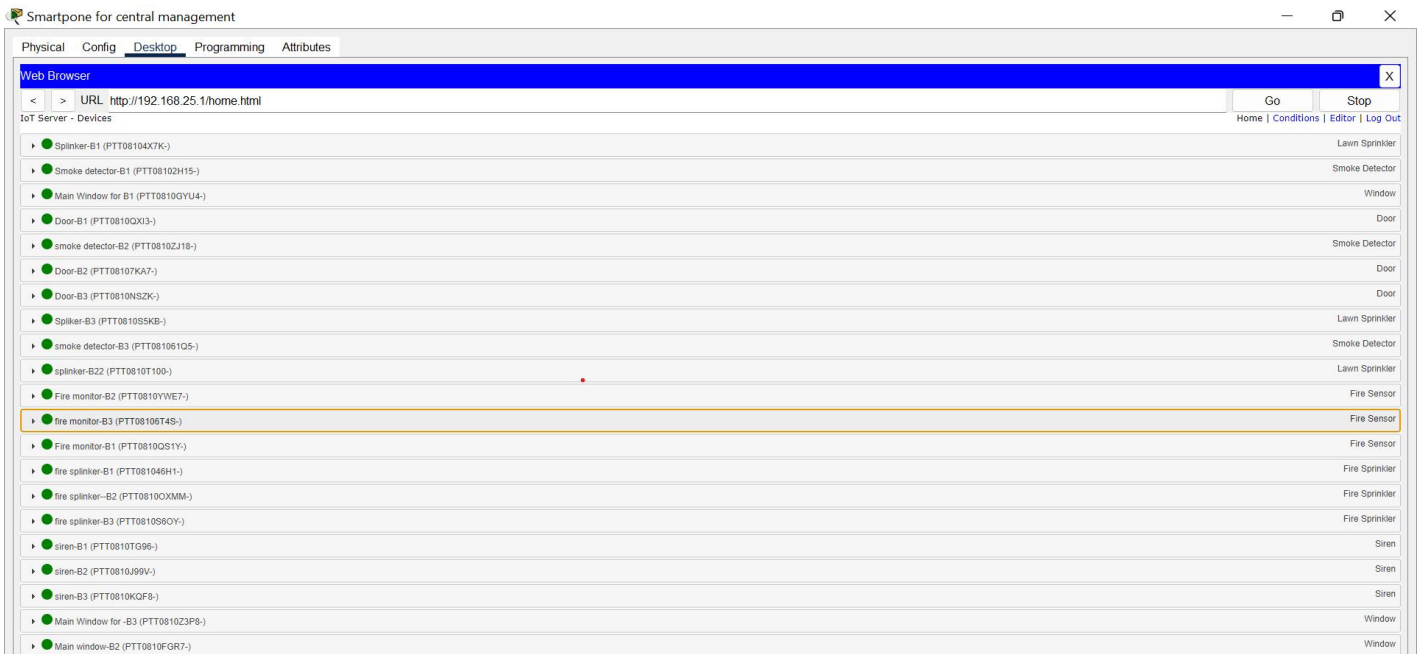 Smartpone for central management
Physical Config Desktop Programming Attributes
Web Browser X
< > URL http://192.168.25.1/home.html Go Stop
IoT Server - Devices Home | Conditions | Editor | Log Out
Splinker-B1 (PTT08104X7K-) Lawn Sprinkler
Smoke detector-B1 (PTT08102H15-) Smoke Detector
Main Window for B1 (PTT0810GYU4-) Window
Door-B1 (PTT0810QXI3-) Door
smoke detector-B2 (PTT0810ZJ18-) Smoke Detector
Door-B2 (PTT08107KA7-) Door
Door-B3 (PTT0810NSZK-) Door
Spliker-B3 (PTT0810S5KB-) Lawn Sprinkler
smoke detector-B3 (PTT081061Q5-) Smoke Detector
splinker-B22 (PTT0810T100-) Lawn Sprinkler
Fire monitor-B2 (PTT0810YWE7-) Fire Sensor
fire monitor-B3 (PTT08106T4S-) Fire Sensor
Fire monitor-B1 (PTT0810QS1Y-) Fire Sensor
fire splinker-B1 (PTT081046H1-) Fire Sprinkler
fire splinker--B2 (PTT0810OXMM-) Fire Sprinkler
fire splinker-B3 (PTT0810S6OY-) Fire Sprinkler
siren-B1 (PTT0810TG96-) Siren
siren-B2 (PTT0810J99V-) Siren
siren-B3 (PTT0810KQF8-) Siren
Main Window for -B3 (PTT0810Z3P8-) Window
Main window-B2 (PTT0810FGR7-) Window